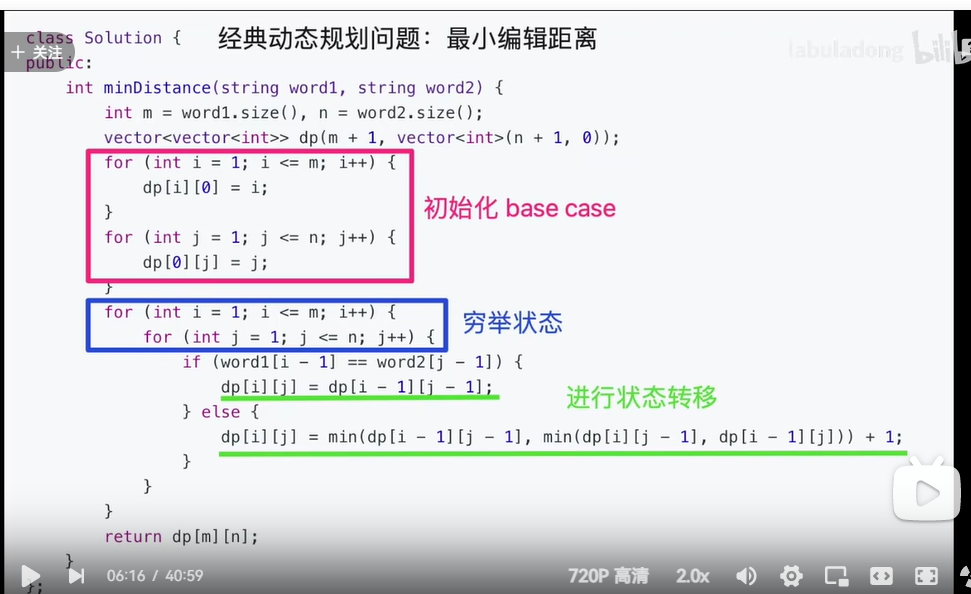 class Solution {
经典动态规划问题：最小编辑距离
+ 关注
labuladong bilibili
public:
int minDistance(string word1, string word2) {
int m = word1.size(), n = word2.size();
vector<vector<int>> dp(m + 1, vector<int>(n + 1, 0));
for (int i = 1; i <= m; i++) {
dp[i][0] = i;
}
初始化 base case
for (int j = 1; j <= n; j++) {
dp[0][j] = j;
}
for (int i = 1; i <= m; i++) {
穷举状态
for (int j = 1; j <= n; j++) {
if (word1[i - 1] == word2[j - 1]) {
dp[i][j] = dp[i - 1][j - 1];
进行状态转移
} else {
dp[i][j] = min(dp[i - 1][j - 1], min(dp[i][j - 1], dp[i - 1][j])) + 1;
}
}
}
return dp[m][n];
}
06:16 / 40:59
720P 高清
2.0x
};